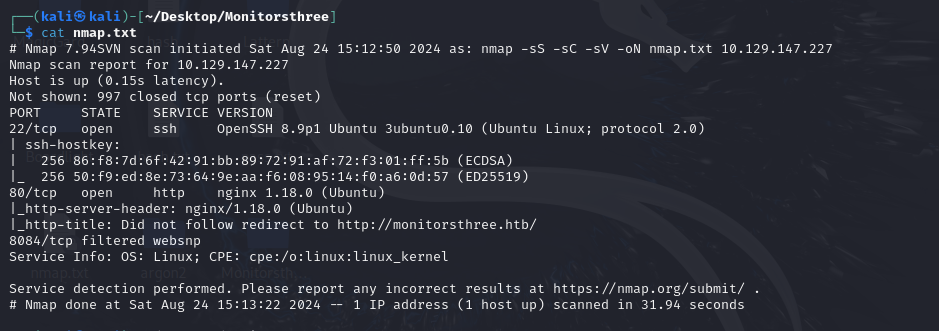 ┌──(kali㉿kali)-[~/Desktop/Monitorsthree]
└─$ cat nmap.txt
# Nmap 7.94SVN scan initiated Sat Aug 24 15:12:50 2024 as: nmap -sS -sC -sV -oN nmap.txt 10.129.147.227
Nmap scan report for 10.129.147.227
Host is up (0.15s latency).
Not shown: 997 closed tcp ports (reset)
PORT     STATE    SERVICE VERSION
22/tcp   open     ssh     OpenSSH 8.9p1 Ubuntu 3ubuntu0.10 (Ubuntu Linux; protocol 2.0)
| ssh-hostkey:
|   256 86:f8:7d:6f:42:91:bb:89:72:91:af:72:f3:01:ff:5b (ECDSA)
|_  256 50:f9:ed:8e:73:64:9e:aa:f6:08:95:14:f0:a6:0d:57 (ED25519)
80/tcp   open     http    nginx 1.18.0 (Ubuntu)
|_http-server-header: nginx/1.18.0 (Ubuntu)
|_http-title: Did not follow redirect to http://monitorsthree.htb/
8084/tcp filtered websnp
Service Info: OS: Linux; CPE: cpe:/o:linux:linux_kernel
nmap.txt argon2 Monitorsth...
Service detection performed. Please report any incorrect results at https://nmap.org/submit/ .
# Nmap done at Sat Aug 24 15:13:22 2024 -- 1 IP address (1 host up) scanned in 31.94 seconds